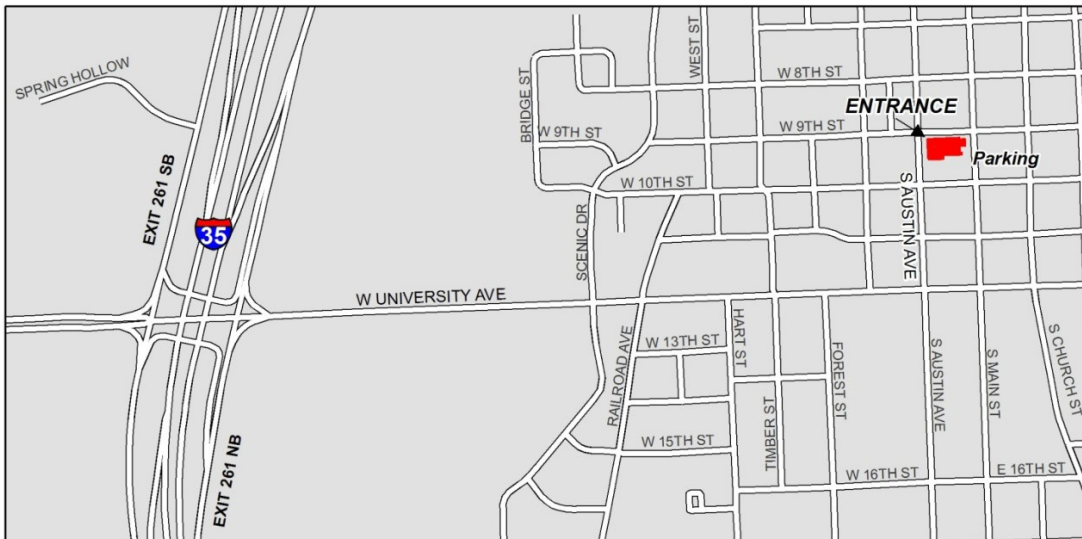 SPRING HOLLOW
EXIT 261 SB
35
EXIT 261 NB
W UNIVERSITY AVE
BRIDGE ST
W 9TH ST
W 10TH ST
SCENIC DR
WEST ST
W 8TH ST
ENTRANCE
W 9TH ST
Parking
S AUSTIN AVE
RAILROAD AVE
W 13TH ST
HART ST
W 15TH ST
TIMBER ST
FOREST ST
W 16TH ST
S AUSTIN AVE
S MAIN ST
S CHURCH ST
E 16TH ST